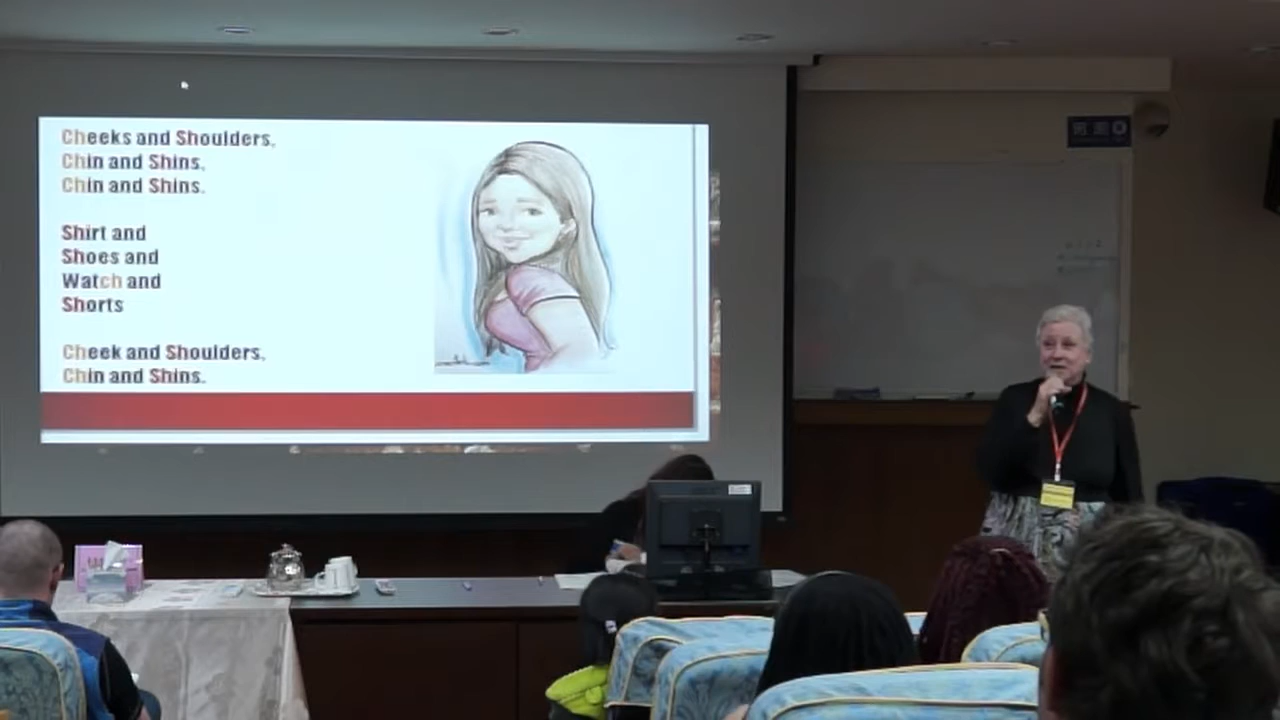 Cheeks and Shoulders,
Chin and Shins,
Chin and Shins.
Shirt and
Shoes and
Watch and
Shorts
Cheek and Shoulders,
Chin and Shins.